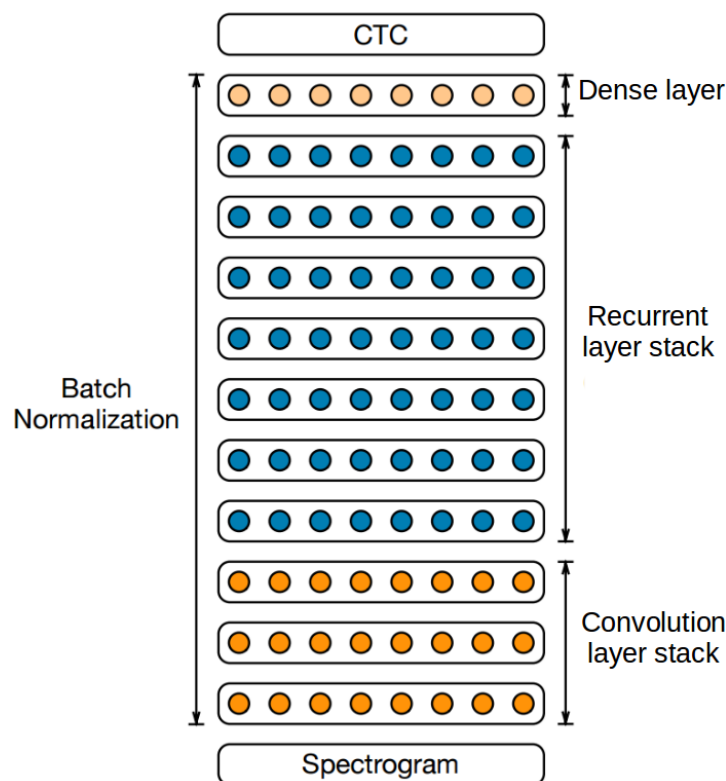 CTC
Dense layer
Recurrent
layer stack
Batch
Normalization
Convolution
layer stack
Spectrogram